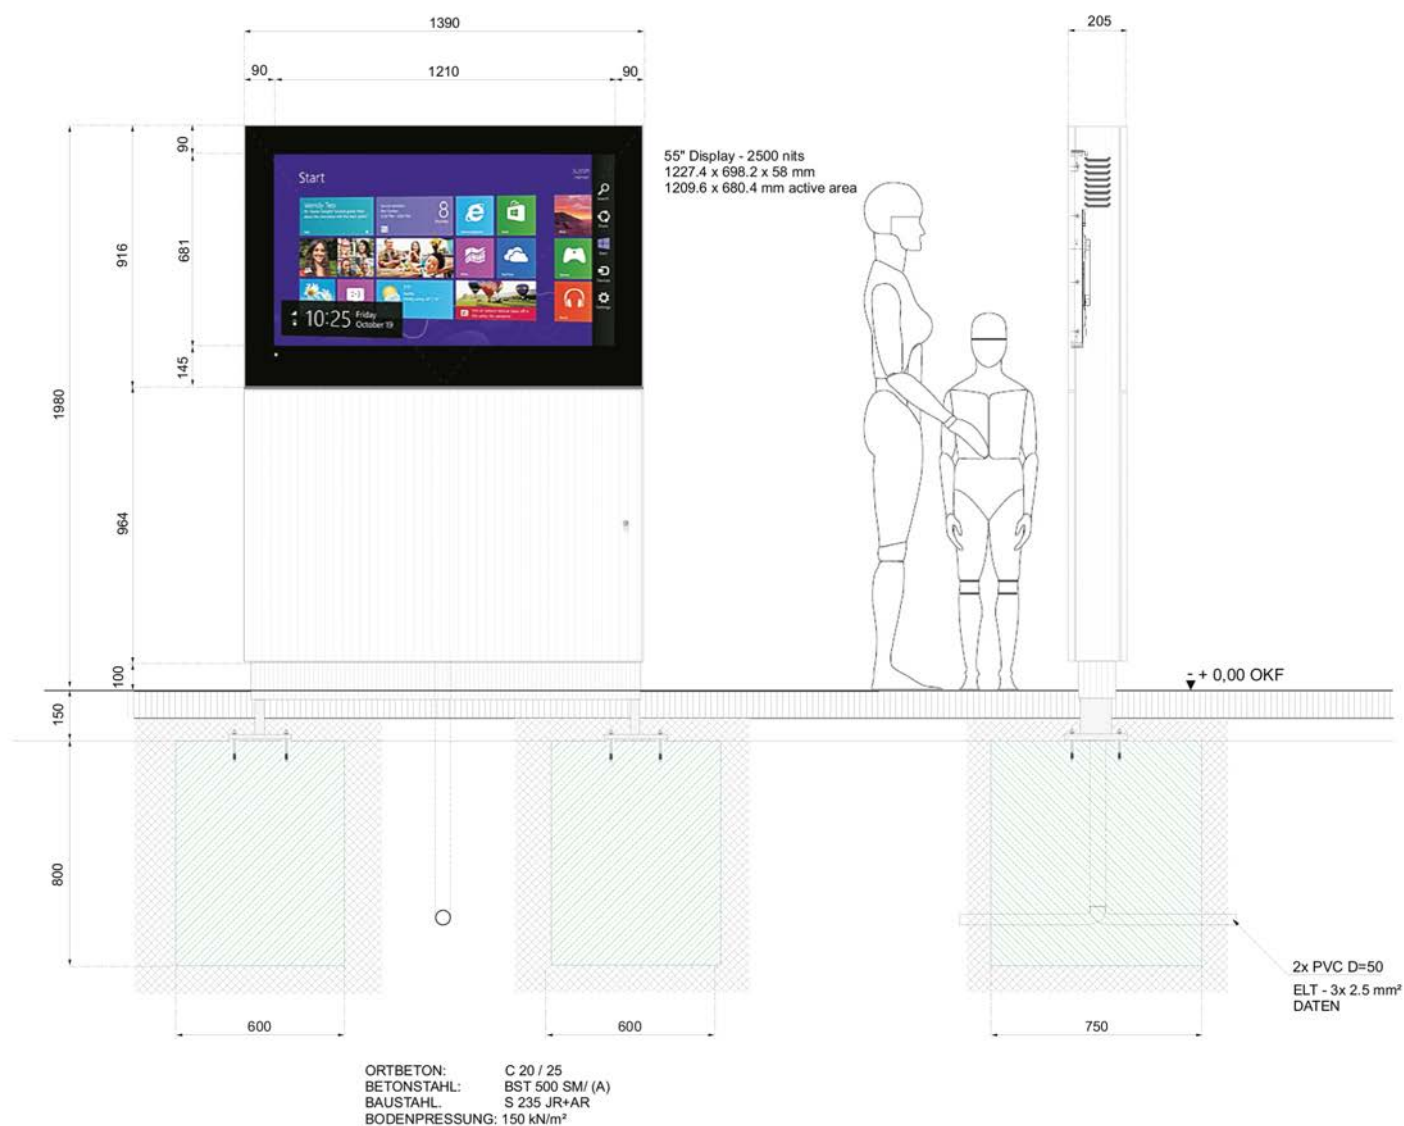 1390
205
90
1210
90
90
55" Display - 2500 nits
1227.4 x 698.2 x 58 mm
1209.6 x 680.4 mm active area
Start
8
916
681
10:25
Friday
October 19
145
1980
964
100
- + 0,00 OKF
150
800
2x PVC D=50
ELT - 3x 2.5 mm²
DATEN
600
600
750
ORTBETON: C 20 / 25
BETONSTAHL: BST 500 SM/ (A)
BAUSTAHL. S 235 JR+AR
BODENPRESSUNG: 150 kN/m²